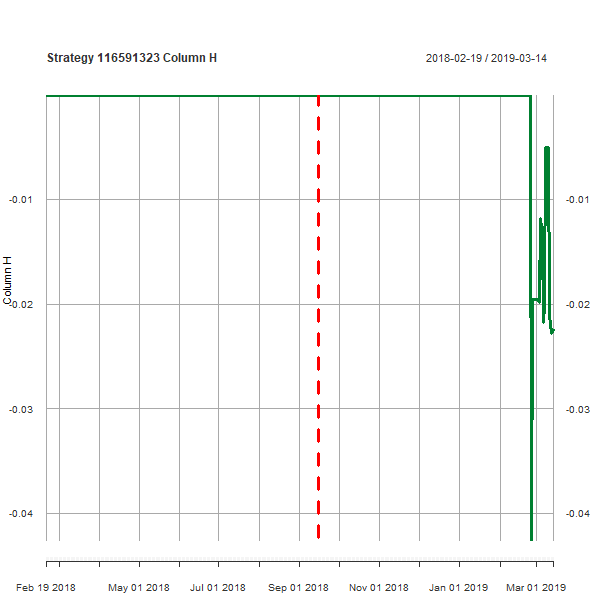 Strategy 116591323 Column H
2018-02-19 / 2019-03-14
-0.01
-0.01
Column H
-0.02
-0.02
-0.03
-0.03
-0.04
-0.04
Feb 19 2018
May 01 2018
Jul 01 2018
Sep 01 2018
Nov 01 2018
Jan 01 2019
Mar 01 2019